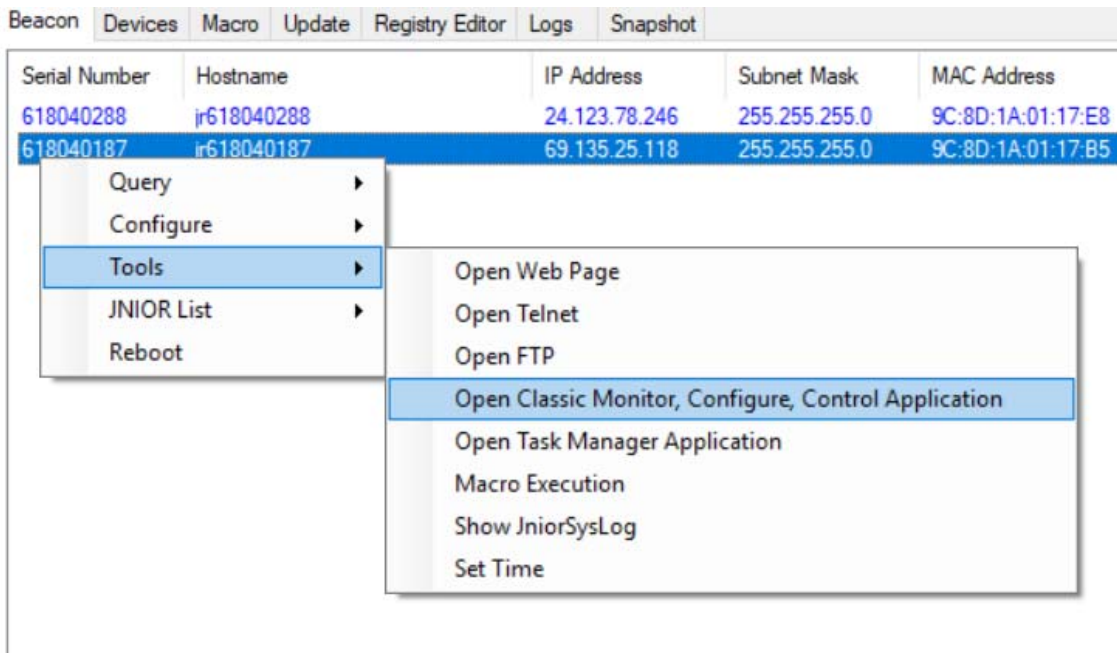 Beacon Devices Macro Update Registry Editor Logs Snapshot
Serial Number Hostname IP Address Subnet Mask MAC Address
618040288 jr618040288 24.123.78.246 255.255.255.0 9C:8D:1A:01:17:E8
618040187 jr618040187 69.135.25.118 255.255.255.0 9C:8D:1A:01:17:B5
Query
Configure
Tools
JNIOR List
Reboot
Open Web Page
Open Telnet
Open FTP
Open Classic Monitor, Configure, Control Application
Open Task Manager Application
Macro Execution
Show JniorSysLog
Set Time